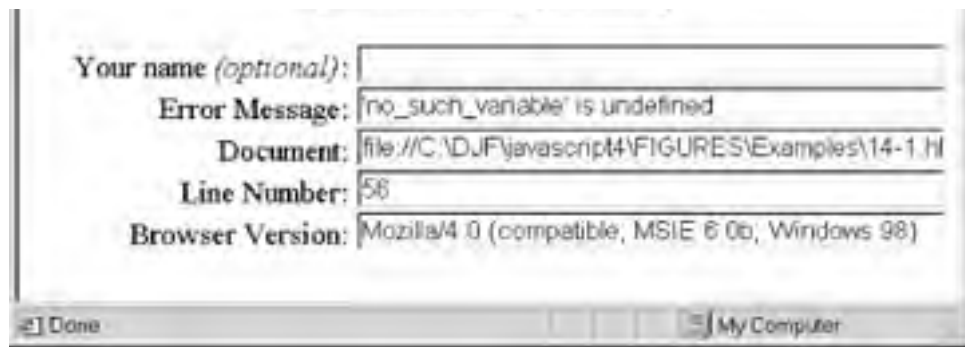 Your name (optional):
Error Message: 'no_such_variable' is undefined
Document: file://C:\DJF\javascript4\FIGURES\Examples\14-1.ht
Line Number: 56
Browser Version: Mozilla/4.0 (compatible; MSIE 6.0b; Windows 98)
Done My Computer